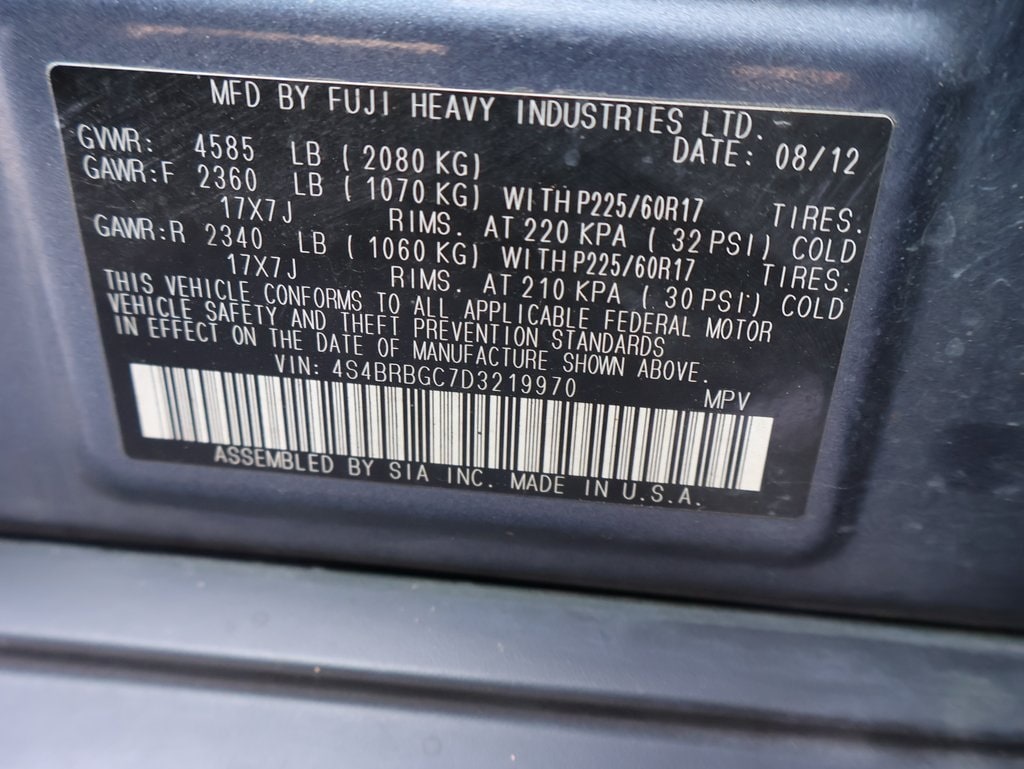 MFD BY FUJI HEAVY INDUSTRIES LTD.
DATE: 08/12
GVWR: 4585 LB ( 2080 KG)
GAWR:F 2360 LB ( 1070 KG) WITH P225/60R17 TIRES.
17X7J RIMS. AT 220 KPA ( 32 PSI) COLD
GAWR:R 2340 LB ( 1060 KG) WITH P225/60R17 TIRES.
17X7J RIMS. AT 210 KPA ( 30 PSI) COLD
THIS VEHICLE CONFORMS TO ALL APPLICABLE FEDERAL MOTOR
VEHICLE SAFETY AND THEFT PREVENTION STANDARDS
IN EFFECT ON THE DATE OF MANUFACTURE SHOWN ABOVE.
VIN: 4S4BRBGC7D3219970 MPV
ASSEMBLED BY SIA INC. MADE IN U.S.A.